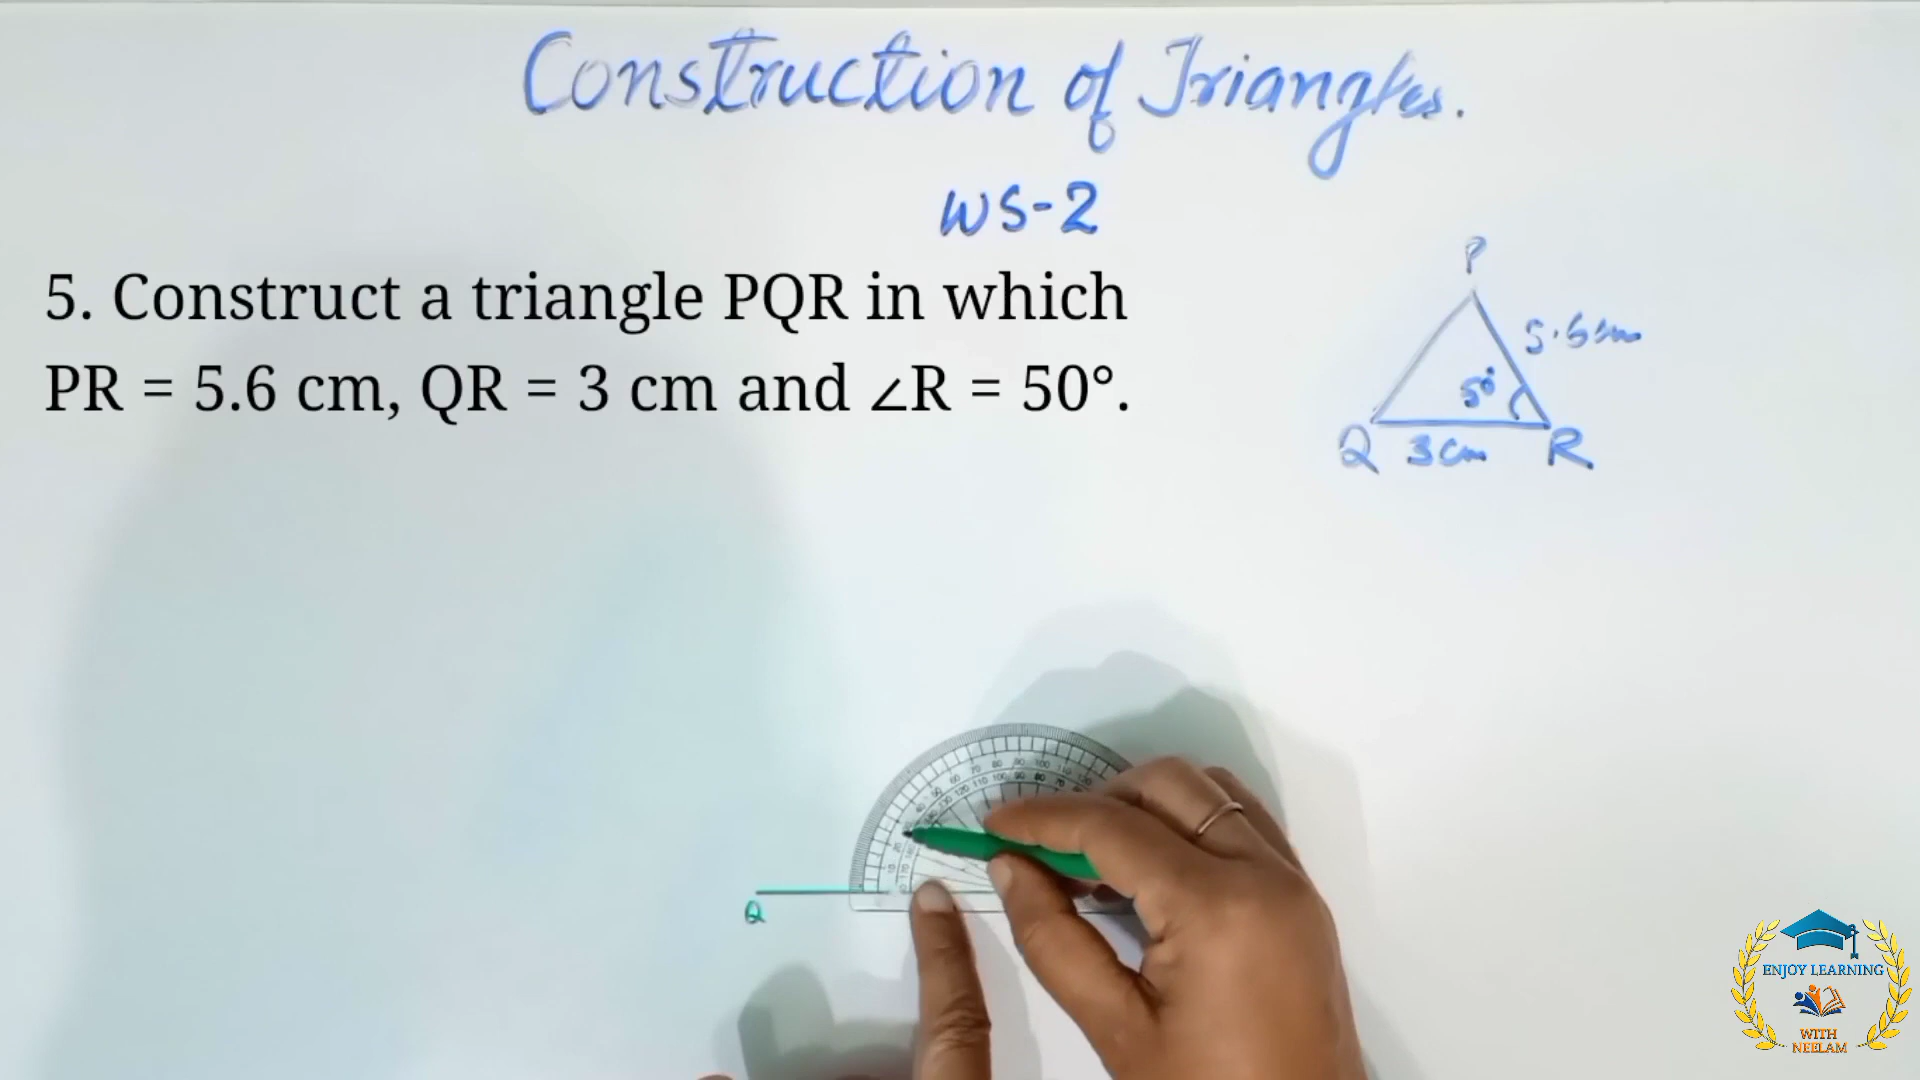 Construction of Triangles.
WS-2
5. Construct a triangle PQR in which
PR = 5.6 cm, QR = 3 cm and ∠R = 50°.
P
5.6cm
50°
Q 3cm R
Q
ENJOY LEARNING
WITH
NEELAM